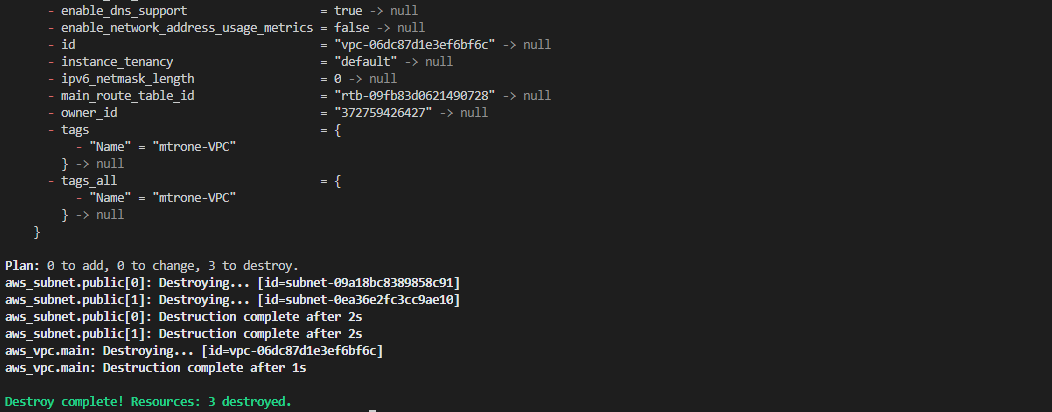 - enable_dns_support = true -> null
- enable_network_address_usage_metrics = false -> null
- id = "vpc-06dc87d1e3ef6bf6c" -> null
- instance_tenancy = "default" -> null
- ipv6_netmask_length = 0 -> null
- main_route_table_id = "rtb-09fb83d0621490728" -> null
- owner_id = "372759426427" -> null
- tags = {
- "Name" = "mtrone-VPC"
} -> null
- tags_all = {
- "Name" = "mtrone-VPC"
} -> null
}
Plan: 0 to add, 0 to change, 3 to destroy.
aws_subnet.public[0]: Destroying... [id=subnet-09a18bc8389858c91]
aws_subnet.public[1]: Destroying... [id=subnet-0ea36e2fc3cc9ae10]
aws_subnet.public[0]: Destruction complete after 2s
aws_subnet.public[1]: Destruction complete after 2s
aws_vpc.main: Destroying... [id=vpc-06dc87d1e3ef6bf6c]
aws_vpc.main: Destruction complete after 1s
Destroy complete! Resources: 3 destroyed.